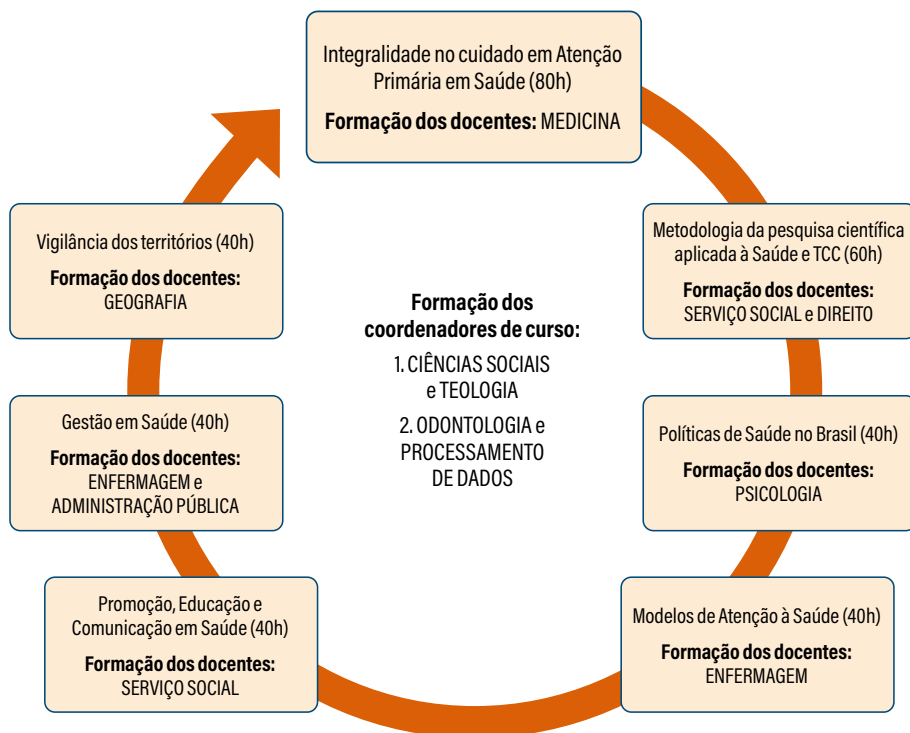 Integralidade no cuidado em Atenção
Primária em Saúde (80h)
Formação dos docentes: MEDICINA
Metodologia da pesquisa científica
aplicada à Saúde e TCC (60h)
Formação dos docentes:
SERVIÇO SOCIAL e DIREITO
Políticas de Saúde no Brasil (40h)
Formação dos docentes:
PSICOLOGIA
Modelos de Atenção à Saúde (40h)
Formação dos docentes:
ENFERMAGEM
Promoção, Educação e
Comunicação em Saúde (40h)
Formação dos docentes:
SERVIÇO SOCIAL
Gestão em Saúde (40h)
Formação dos docentes:
ENFERMAGEM e
ADMINISTRAÇÃO PÚBLICA
Vigilância dos territórios (40h)
Formação dos docentes:
GEOGRAFIA
Formação dos
coordenadores de curso:
1. CIÊNCIAS SOCIAIS
e TEOLOGIA
2. ODONTOLOGIA e
PROCESSAMENTO
DE DADOS